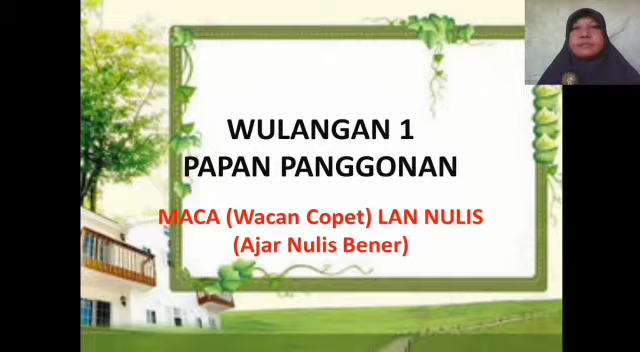 WULANGAN 1
PAPAN PANGGONAN
MACA (Wacan Copet) LAN NULIS
(Ajar Nulis Bener)